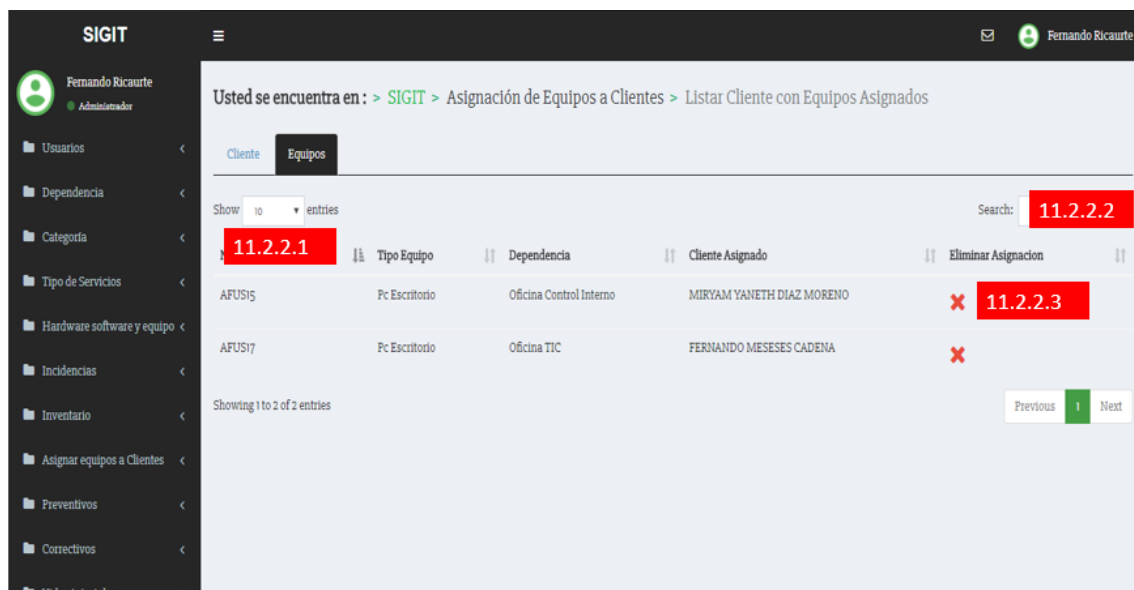 SIGIT
Fernando Ricaurte
Fernando Ricaurte
Administrador
Usted se encuentra en : > SIGIT > Asignación de Equipos a Clientes > Listar Cliente con Equipos Asignados
Usuarios
Cliente Equipos
Dependencia
Show 10 entries Search: 11.2.2.2
Categoría
11.2.2.1 Tipo Equipo Dependencia Cliente Asignado Eliminar Asignacion
Tipo de Servicios
AFUS15 Pc Escritorio Oficina Control Interno MIRYAM YANETH DIAZ MORENO 11.2.2.3
Hardware software y equipo
AFUS17 Pc Escritorio Oficina TIC FERNANDO MESESES CADENA
Incidencias
Showing 1 to 2 of 2 entries Previous 1 Next
Inventario
Asignar equipos a Clientes
Preventivos
Correctivos